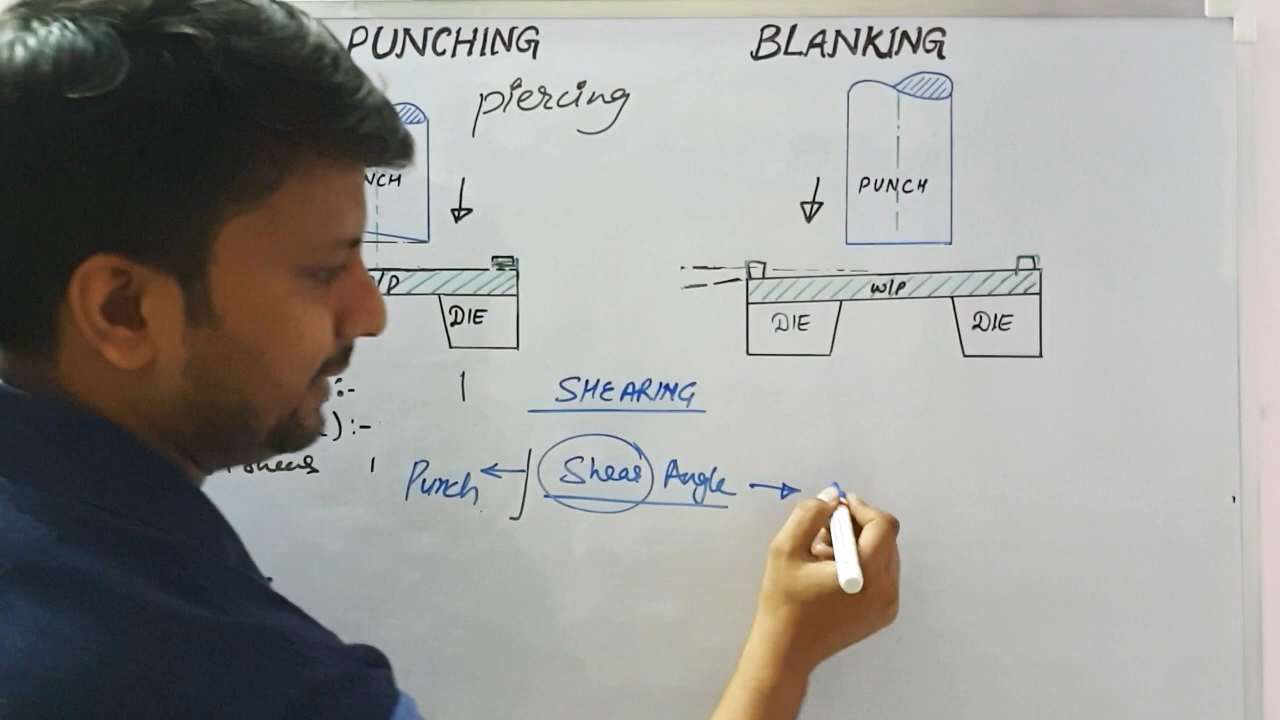 PUNCHING
BLANKING
piercing
NCH
PUNCH
/P
W/P
DIE
DIE
DIE
:-
SHEARING
) :-
Shear Angle
Punch